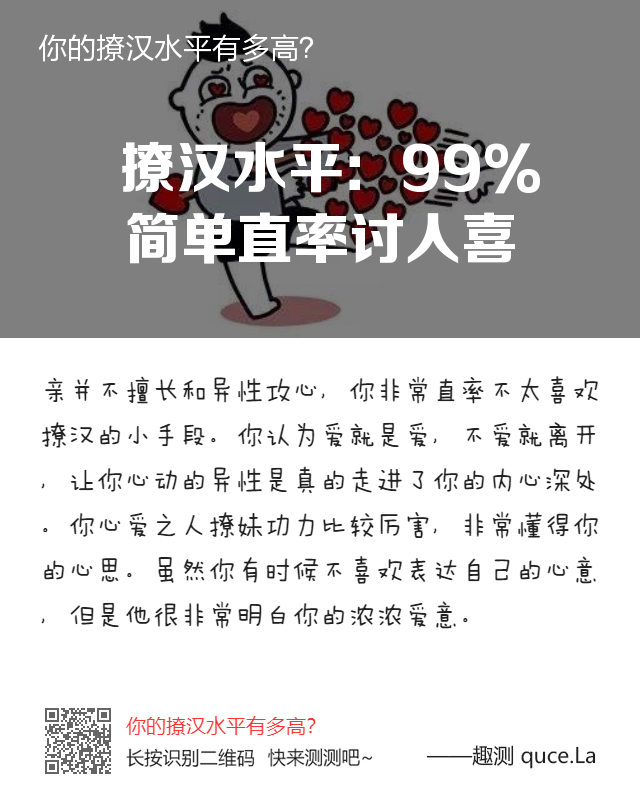 你的撩汉水平有多高？
撩汉水平：99%
简单直率讨人喜
亲并不擅长和异性攻心，你非常直率不太喜欢
撩汉的小手段。你认为爱就是爱，不爱就离开
，让你心动的异性是真的走进了你的内心深处
。你心爱之人撩妹功力比较厉害，非常懂得你
的心思。虽然你有时候不喜欢表达自己的心意
，但是他很非常明白你的浓浓爱意。
你的撩汉水平有多高？
长按识别二维码 快来测测吧~
——趣测 quce.La